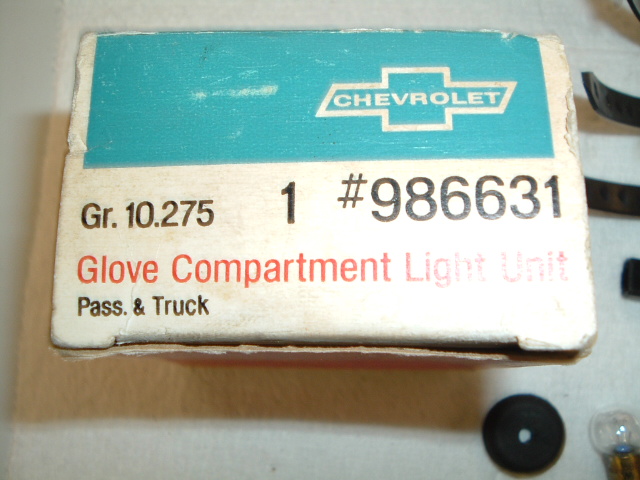 CHEVROLET
Gr. 10.275 1 #986631
Glove Compartment Light Unit
Pass. & Truck